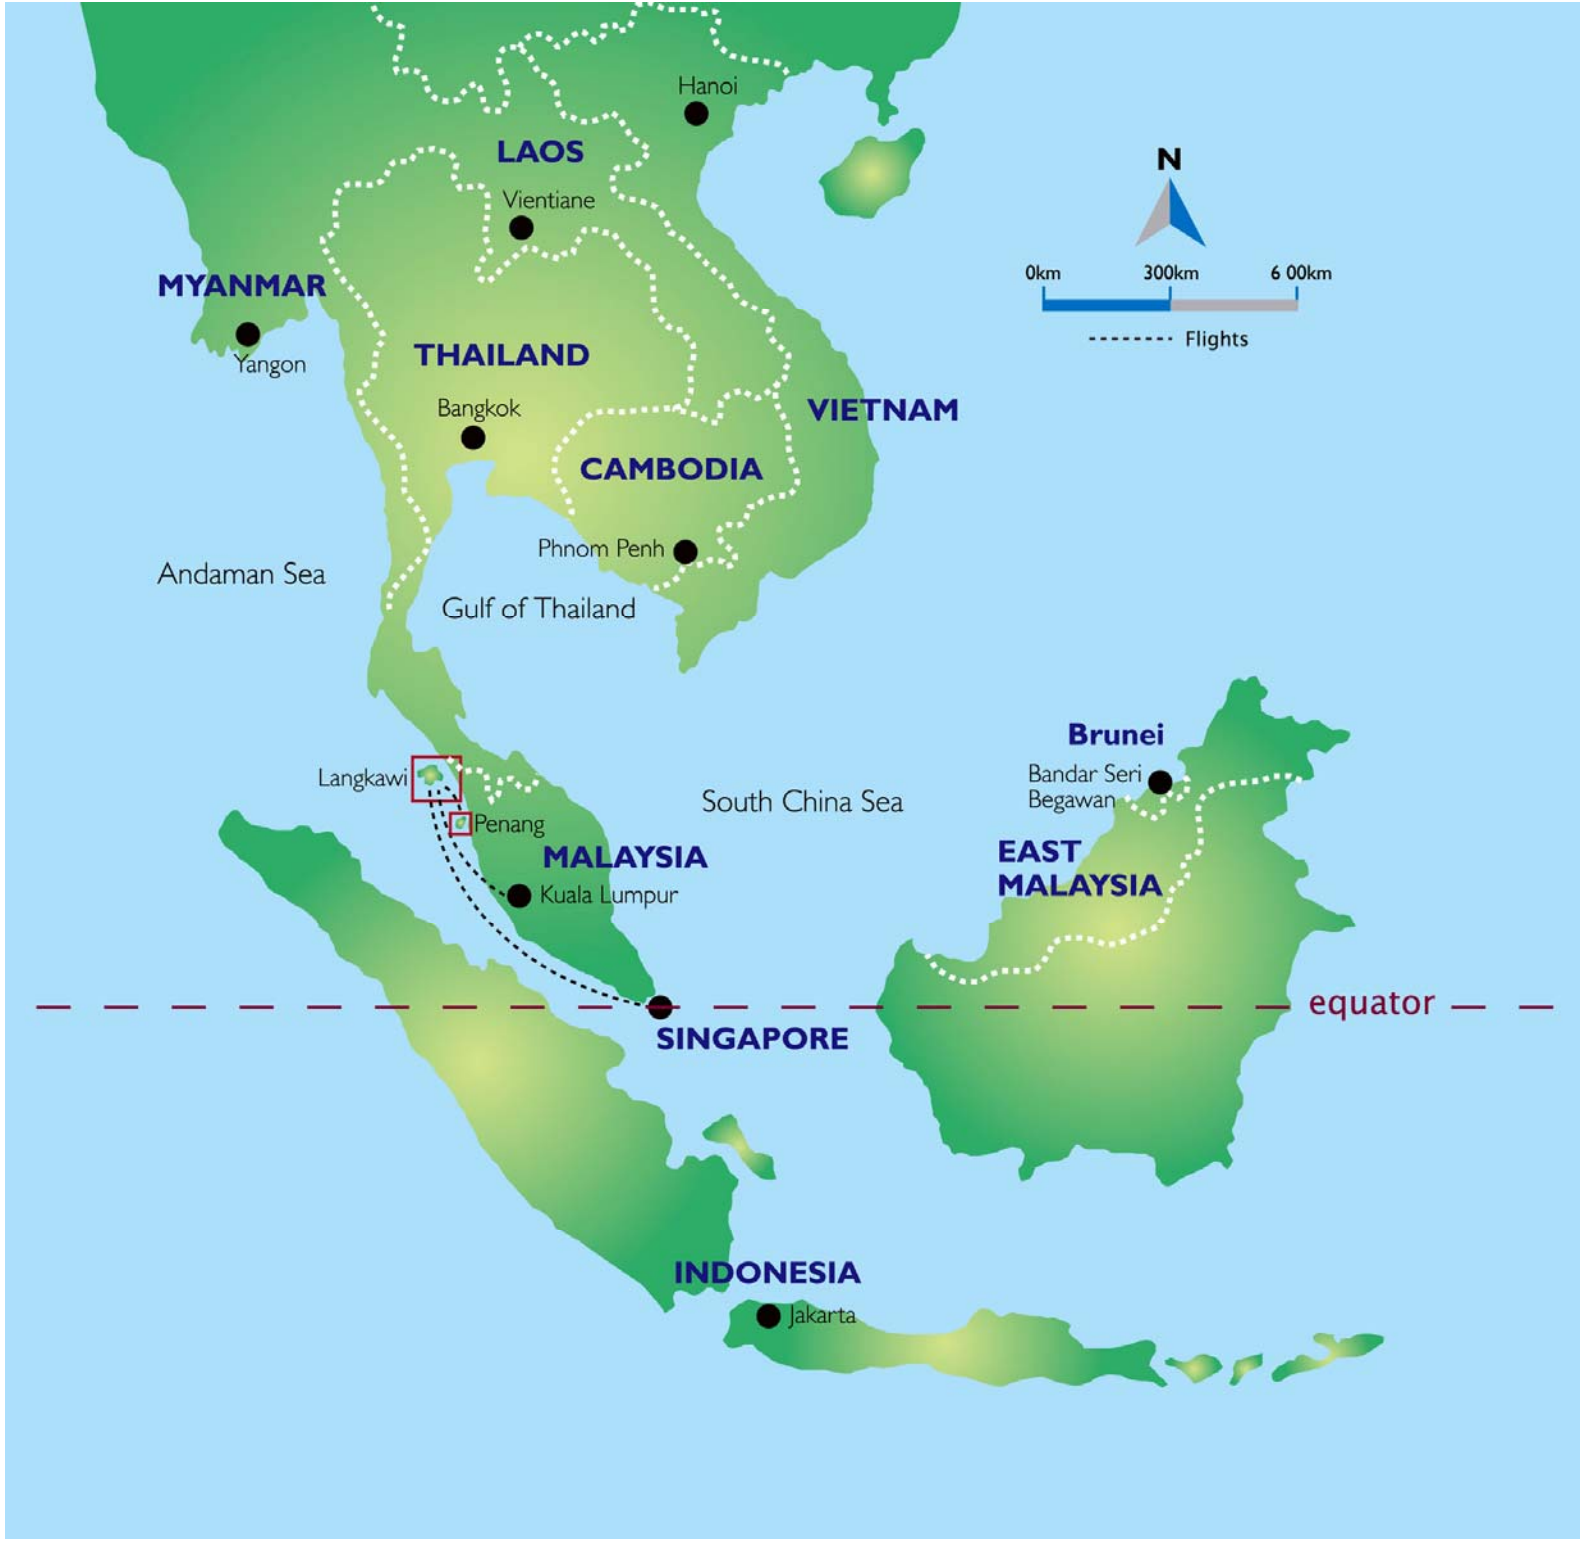 Hanoi
LAOS
N
Vientiane
0km 300km 6 00km
MYANMAR
Flights
Yangon
THAILAND
Bangkok
VIETNAM
CAMBODIA
Phnom Penh
Andaman Sea
Gulf of Thailand
Brunei
Langkawi
Bandar Seri
Begawan
South China Sea
Penang
MALAYSIA
EAST
MALAYSIA
Kuala Lumpur
equator
SINGAPORE
INDONESIA
Jakarta